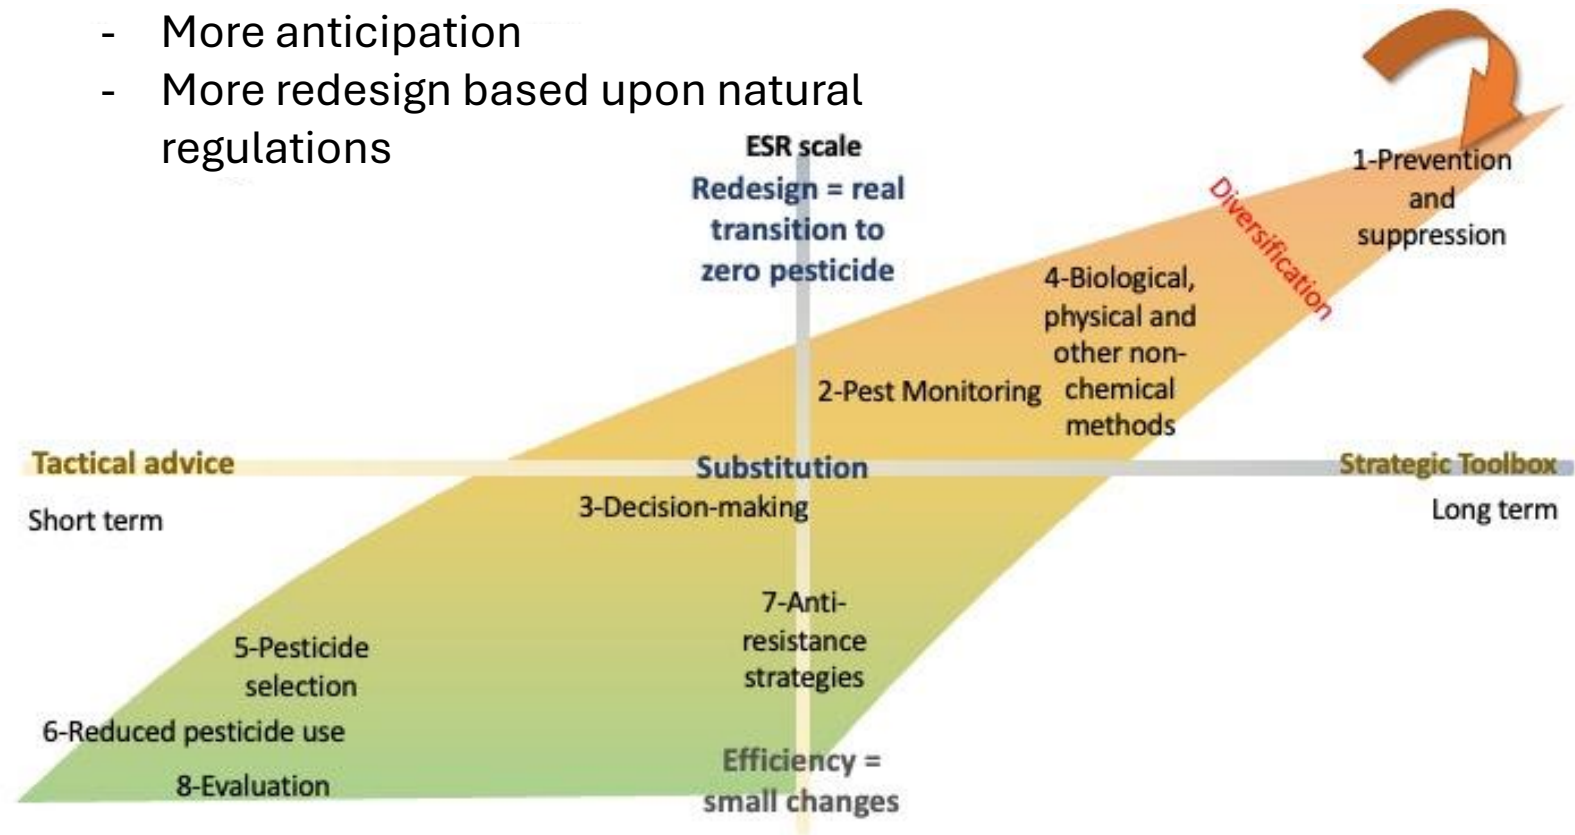 - More anticipation
- More redesign based upon natural
regulations
ESR scale
Redesign = real
transition to
zero pesticide
1-Prevention
and
suppression
Diversification
4-Biological,
physical and
other non-
chemical
methods
2-Pest Monitoring
Tactical advice
Substitution
Strategic Toolbox
Short term
3-Decision-making
Long term
7-Anti-
resistance
strategies
5-Pesticide
selection
6-Reduced pesticide use
8-Evaluation
Efficiency =
small changes